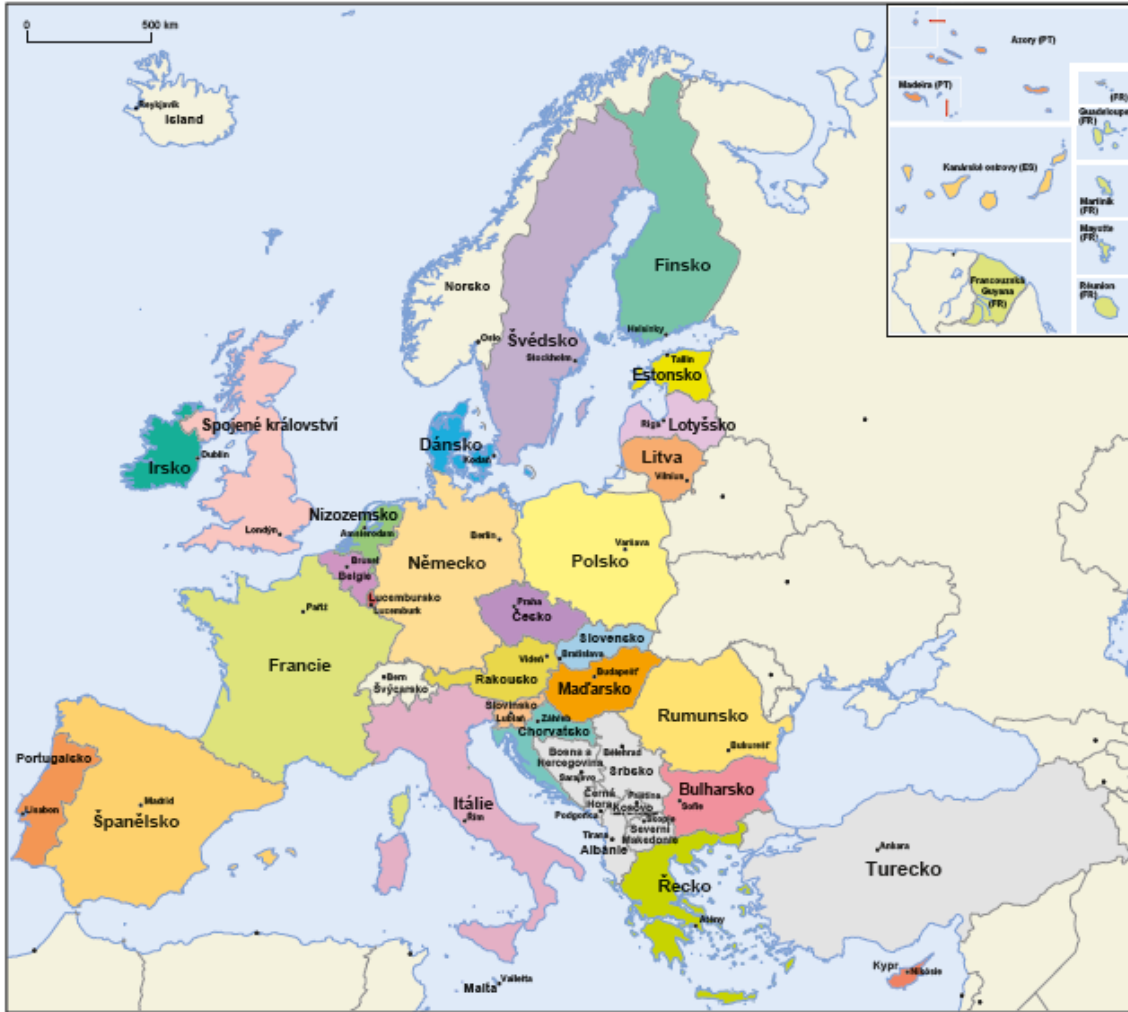 0 500 km
Azory (PT)
Madeira (PT)
(FR)
Guadeloupe
(FR)
Kanárské ostrovy (ES)
Martinik
(FR)
Mayotte
(FR)
Francouzská
Guyana
(FR)
Réunion
(FR)
Reykjavík
Island
Norsko
Oslo
Švédsko
Stockholm
Finsko
Helsinky
Tallin
Estonsko
Riga
Lotyšsko
Litva
Vilnius
Spojené království
Dublin
Irsko
Londýn
Dánsko
Kodaň
Nizozemsko
Amsterodam
Brusel
Belgie
Lucembursko
Lucemburk
Berlín
Německo
Varšava
Polsko
Praha
Česko
Slovensko
Bratislava
Vídeň
Rakousko
Budapešť
Maďarsko
Paříž
Francie
Bern
Švýcarsko
Slovinsko
Lublaň
Záhřeb
Chorvatsko
Rumunsko
Bukurešť
Bosna a
Hercegovina
Sarajevo
Bělehrad
Srbsko
Černá
Hora
Podgorica
Priština
Kosovo
Skopje
Severní
Makedonie
Tirana
Albánie
Bulharsko
Sofie
Portugalsko
Lisabon
Madrid
Španělsko
Itálie
Řím
Řecko
Atény
Ankara
Turecko
Kypr
Nikósie
Malta
Valletta